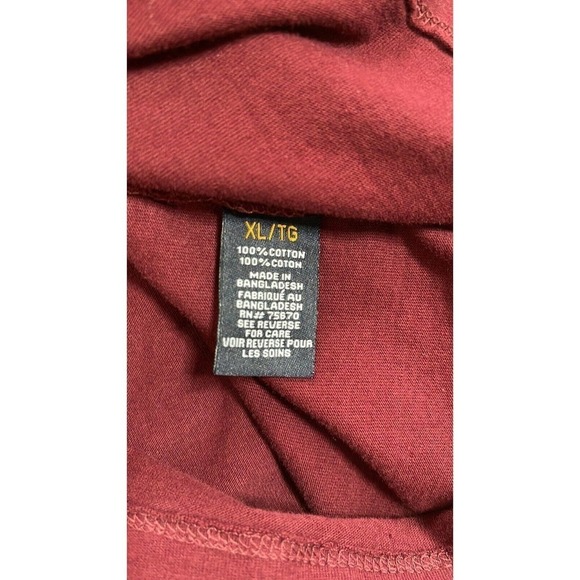 XL/TG
100% COTTON
100% COTON
MADE IN
BANGLADESH
FABRIQUÉ AU
BANGLADESH
RN# 75870
SEE REVERSE
FOR CARE
VOIR REVERSE POUR
LES SOINS